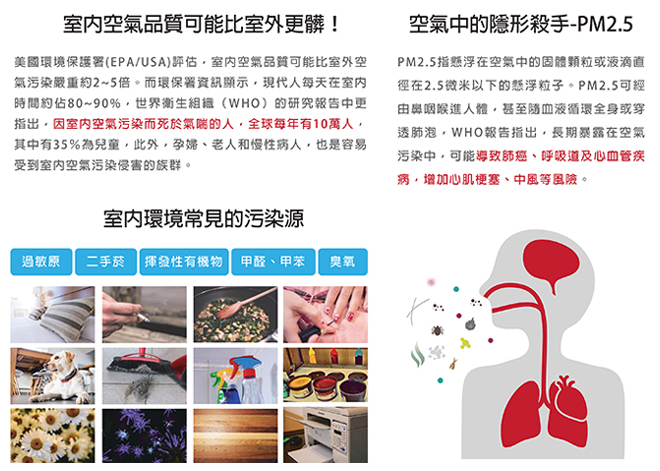 室內空氣品質可能比室外更髒！
美國環境保護署(EPA/USA)評估，室內空氣品質可能比室外空
氣污染嚴重約2~5倍。而環保署資訊顯示，現代人每天在室內
時間約佔80~90%，世界衛生組織（WHO）的研究報告中更
指出，因室內空氣污染而死於氣喘的人，全球每年有10萬人，
其中有35%為兒童，此外，孕婦、老人和慢性病人，也是容易
受到室內空氣污染侵害的族群。
室內環境常見的污染源
過敏原
二手菸
揮發性有機物
甲醛、甲苯
臭氧
空氣中的隱形殺手-PM2.5
PM2.5指懸浮在空氣中的固體顆粒或液滴直
徑在2.5微米以下的懸浮粒子。PM2.5可經
由鼻咽喉進人體，甚至隨血液循環全身或穿
透肺泡，WHO報告指出，長期暴露在空氣
污染中，可能導致肺癌、呼吸道及心血管疾
病，增加心肌梗塞、中風等風險。